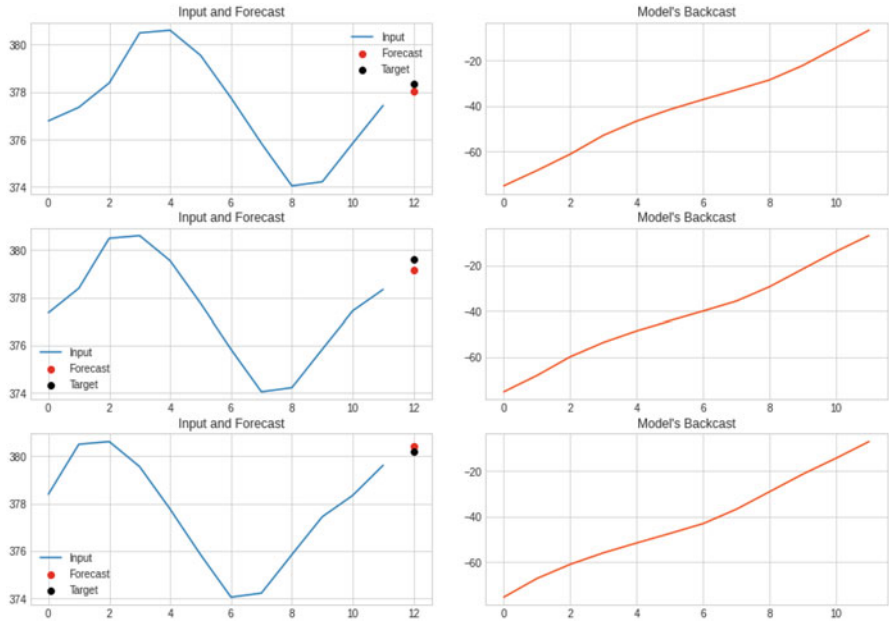 Input and Forecast
380
378
376
374
0 2 4 6 8 10 12
Input
Forecast
Target
Model's Backcast
−20
−40
−60
0 2 4 6 8 10
Input and Forecast
380
378
376
374
0 2 4 6 8 10 12
Input
Forecast
Target
Model's Backcast
−20
−40
−60
0 2 4 6 8 10
Input and Forecast
380
378
376
374
0 2 4 6 8 10 12
Input
Forecast
Target
Model's Backcast
−20
−40
−60
0 2 4 6 8 10